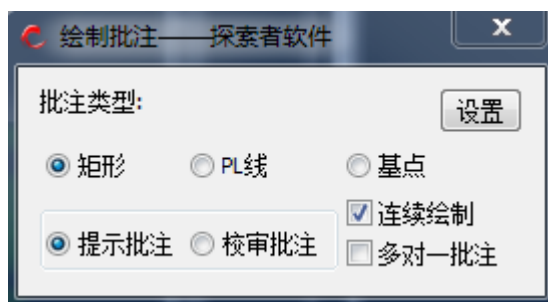 绘制批注——探索者软件
x
批注类型:
设置
矩形 PL线 基点
连续绘制
提示批注 校审批注
多对一批注